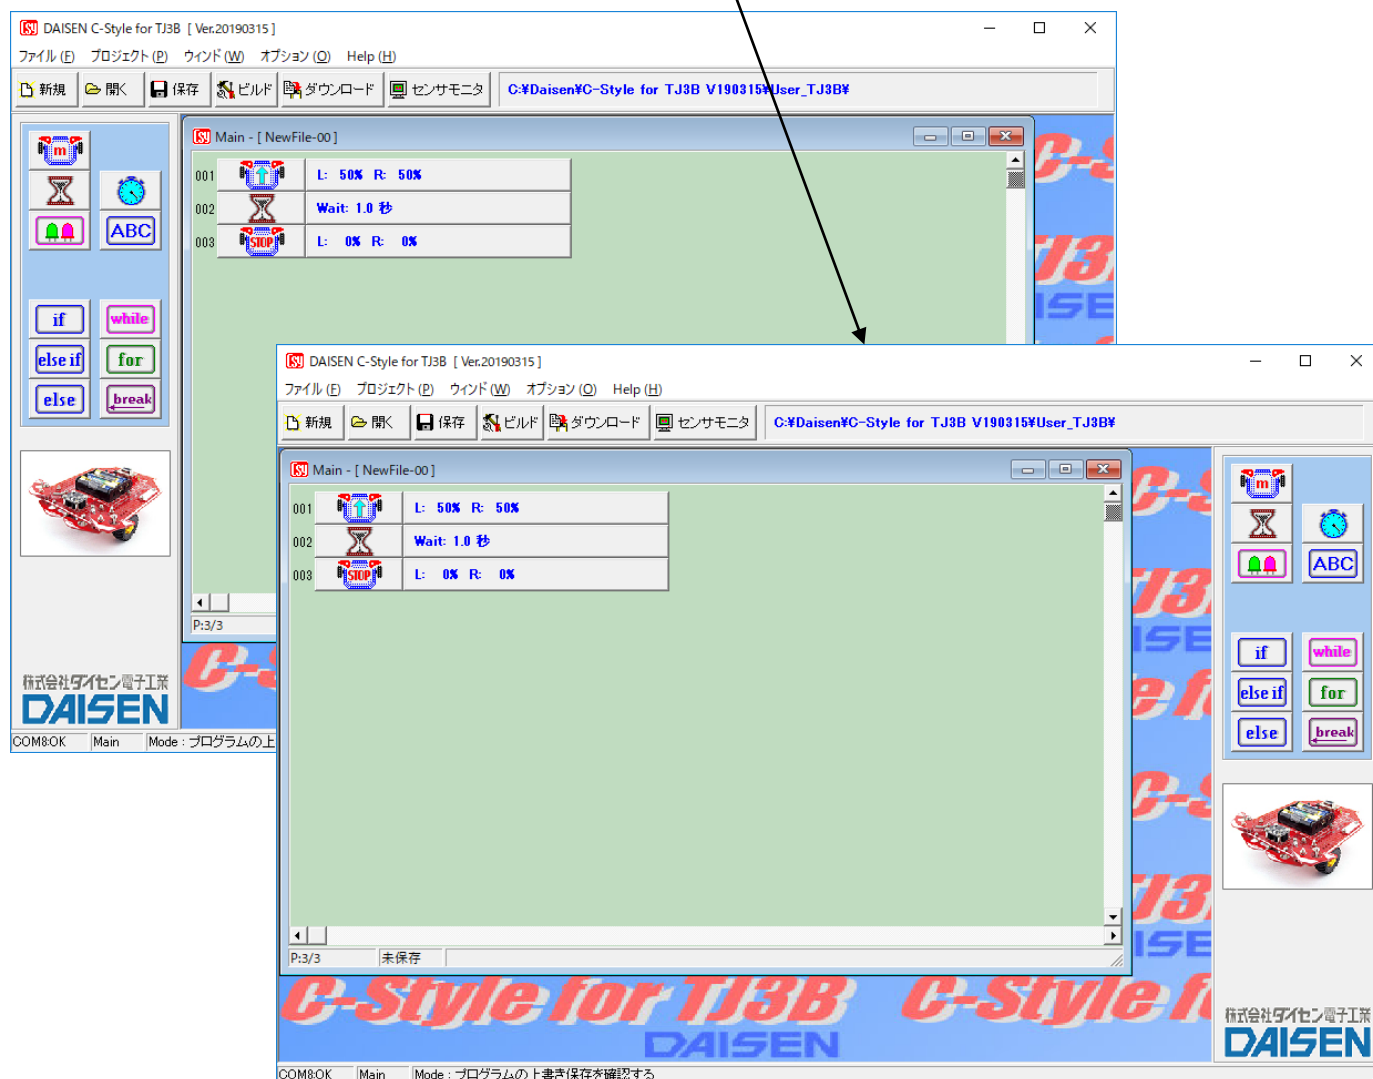 DAISEN C-Style for TJ3B [ Ver.20190315 ]
ファイル (F) プロジェクト (P) ウィンド (W) オプション (O) Help (H)
新規 開く 保存 ビルド ダウンロード センサモニタ C:¥Daisen¥C-Style for TJ3B V190315¥User_TJ3B¥
m
ABC
if while
else if for
else break
株式会社ダイセン電子工業
DAISEN
Main - [ NewFile-00 ]
001 L: 50% R: 50%
002 Wait: 1.0 秒
003 STOP L: 0% R: 0%
P:3/3
COM8:OK Main Mode : プログラムの上
DAISEN C-Style for TJ3B [ Ver.20190315 ]
ファイル (F) プロジェクト (P) ウィンド (W) オプション (O) Help (H)
新規 開く 保存 ビルド ダウンロード センサモニタ C:¥Daisen¥C-Style for TJ3B V190315¥User_TJ3B¥
Main - [ NewFile-00 ]
001 L: 50% R: 50%
002 Wait: 1.0 秒
003 STOP L: 0% R: 0%
P:3/3 未保存
C-Style for TJ3B C-Style f
DAISEN
m
ABC
if while
else if for
else break
株式会社ダイセン電子工業
DAISEN
COM8:OK Main Mode : プログラムの上書き保存を確認する